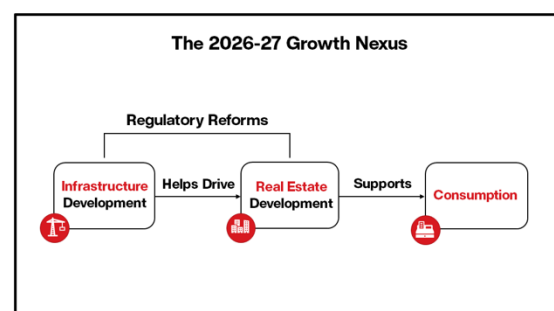 The 2026-27 Growth Nexus
Regulatory Reforms
Infrastructure
Development
Helps Drive
Real Estate
Development
Supports
Consumption